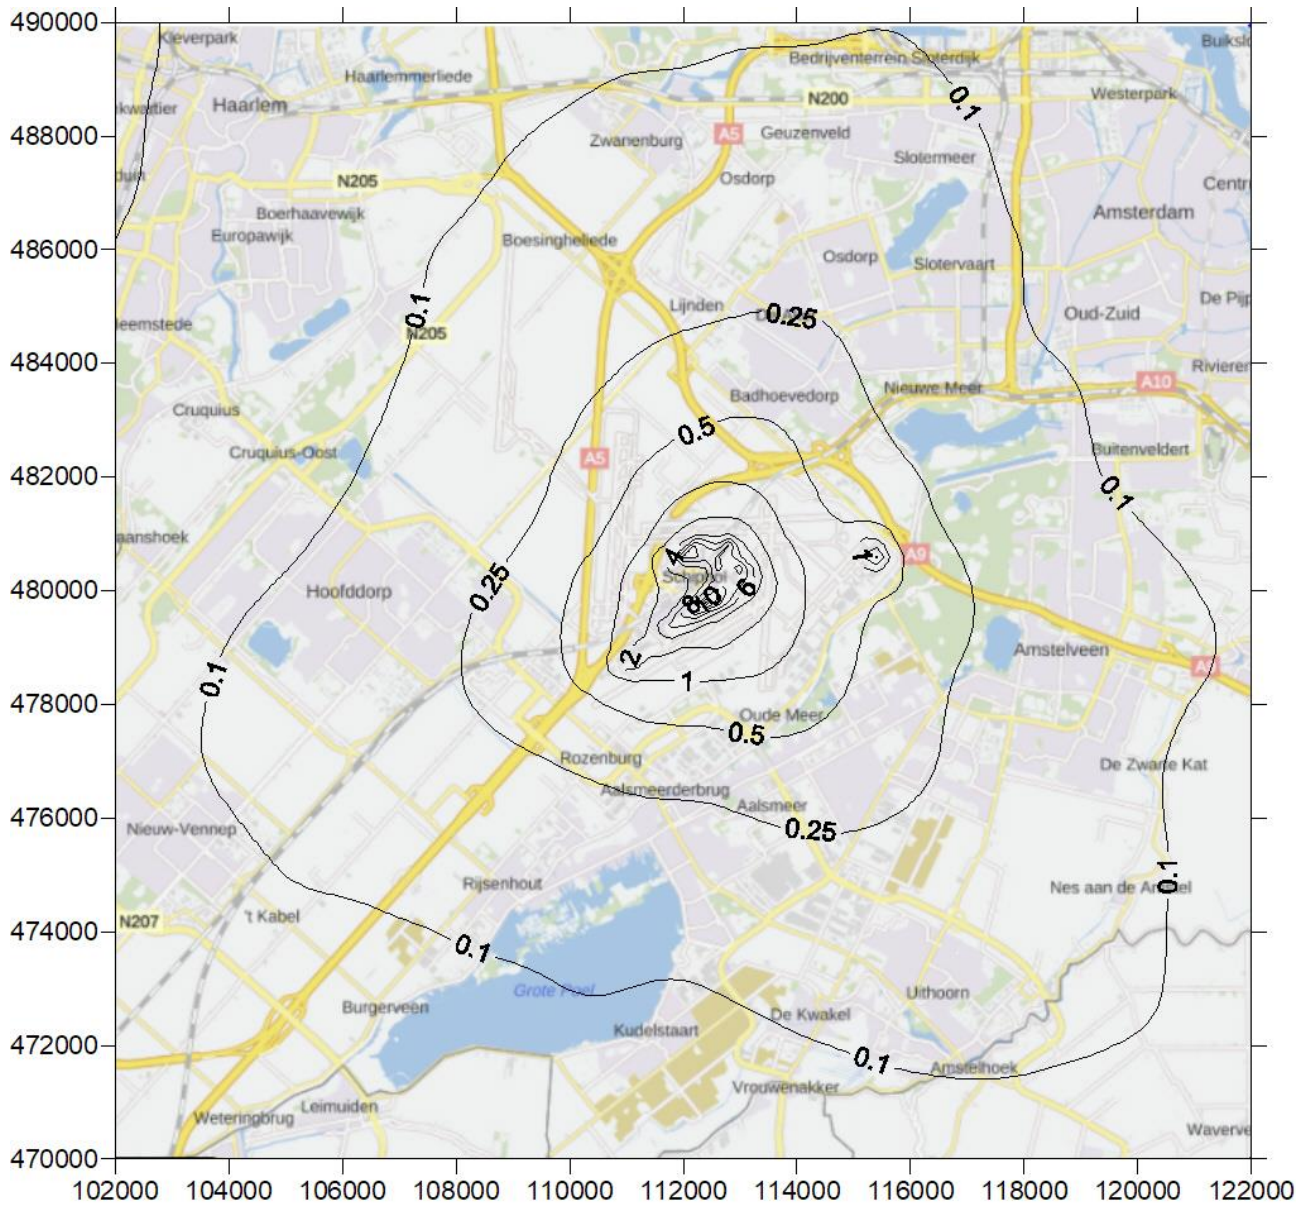 490000
488000
486000
484000
482000
480000
478000
476000
474000
472000
470000
102000 104000 106000 108000 110000 112000 114000 116000 118000 120000 122000
Kleverpark
Haarlemmerliede
Bedrijventerrein Sloterdijk
Haarlem
N200
Westerpark
0.1
Zwanenburg
A5
Geuzenveld
Slotermeer
N205
Osdorp
Boerhaavewijk
Amsterdam
Europawijk
Boesingheliede
Osdorp
Slotervaart
0.1
Lijnden
0.25
Oud-Zuid
N205
Nieuwe Meer
A10
Badhoevedorp
Cruquius
0.5
Cruquius-Oost
A5
Buitenveldert
0.1
4
1
A9
Schiphol
0.25
Hoofddorp
6
8
10
2
Amstelveen
0.1
1
Oude Meer
0.5
Rozenburg
De Zwarte Kat
Aalsmeerderbrug
Aalsmeer
0.25
Nieuw-Vennep
Rijsenhout
0.1
Nes aan de Amstel
't Kabel
N207
0.1
Grote Poel
Uithoorn
Burgerveen
De Kwakel
Kudelstaart
0.1
Amstelhoek
Vrouwenakker
Leimuiden
Weteringbrug